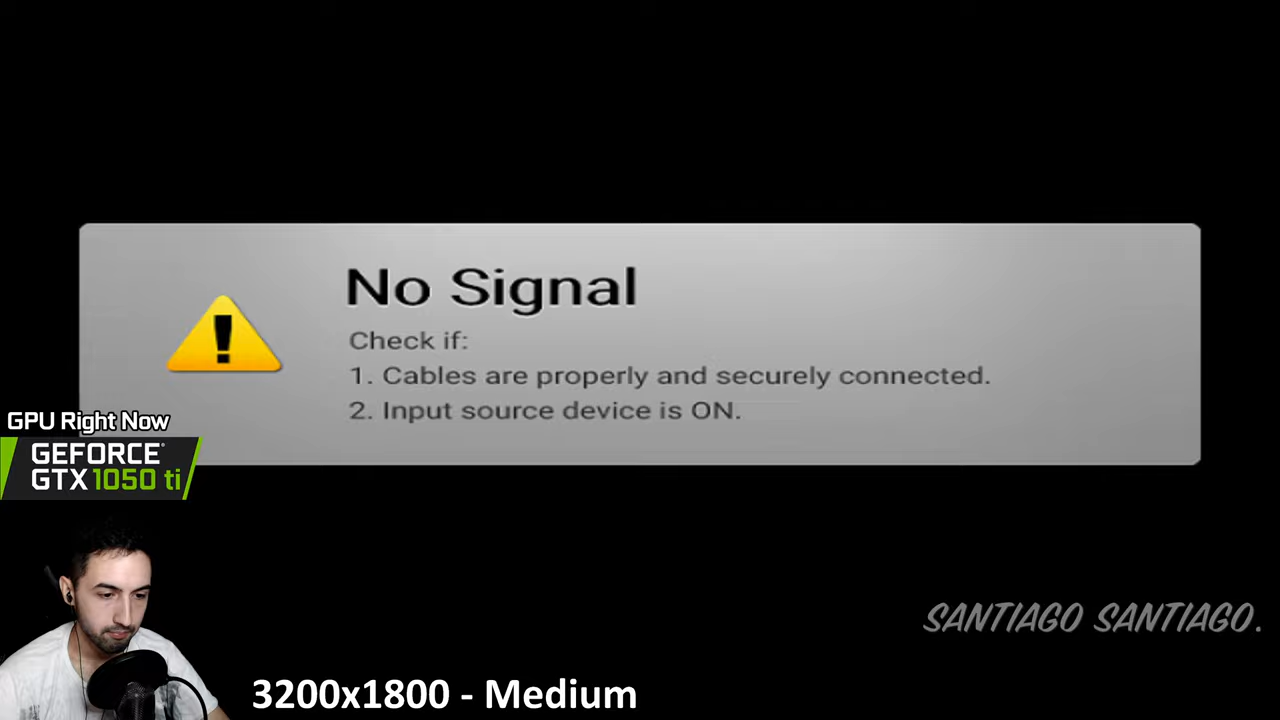 No Signal
Check if:
1. Cables are properly and securely connected.
2. Input source device is ON.
GPU Right Now
GEFORCE
GTX 1050 ti
SANTIAGO SANTIAGO.
3200x1800 - Medium